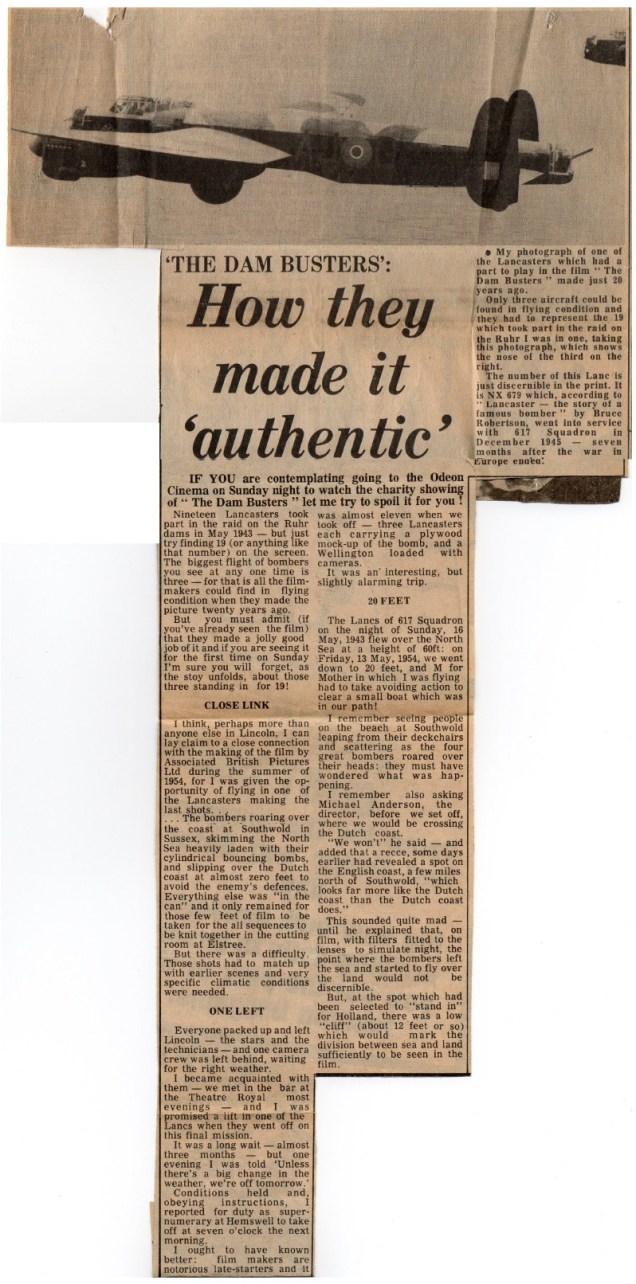 ‘THE DAM BUSTERS’:
How they
made it
‘authentic’
● My photograph of one of
the Lancasters which had a
part to play in the film “ The
Dam Busters ” made just 20
years ago.
Only three aircraft could be
found in flying condition and
they had to represent the 19
which took part in the raid on
the Ruhr I was in one, taking
this photograph, which shows
the nose of the third on the
right.
The number of this Lanc is
just discernible in the print. It
is NX 679 which, according to
“ Lancaster — the story of a
famous bomber ” by Bruce
Robertson, went into service
with 617 Squadron in
December 1945 — seven
months after the war in
Europe ended.
IF YOU are contemplating going to the Odeon
Cinema on Sunday night to watch the charity showing
of “ The Dam Busters ” let me try to spoil it for you !
Nineteen Lancasters took
part in the raid on the Ruhr
dams in May 1943 — but just
try finding 19 (or anything like
that number) on the screen.
The biggest flight of bombers
you see at any one time is
three — for that is all the film-
makers could find in flying
condition when they made the
picture twenty years ago.
But you must admit (if
you’ve already seen the film)
that they made a jolly good
job of it and if you are seeing it
for the first time on Sunday
I’m sure you will forget, as
the stoy unfolds, about those
three standing in for 19!
CLOSE LINK
I think, perhaps more than
anyone else in Lincoln, I can
lay claim to a close connection
with the making of the film by
Associated British Pictures
Ltd during the summer of
1954, for I was given the op-
portunity of flying in one of
the Lancasters making the
last shots. . .
. . . The bombers roaring over
the coast at Southwold in
Sussex, skimming the North
Sea heavily laden with their
cylindrical bouncing bombs,
and slipping over the Dutch
coast at almost zero feet to
avoid the enemy’s defences.
Everything else was “in the
can” and it only remained for
those few feet of film to be
taken for the all sequences to
be knit together in the cutting
room at Elstree.
But there was a difficulty.
Those shots had to match up
with earlier scenes and very
specific climatic conditions
were needed.
ONE LEFT
Everyone packed up and left
Lincoln — the stars and the
technicians — and one camera
crew was left behind, waiting
for the right weather.
I became acquainted with
them — we met in the bar at
the Theatre Royal most
evenings — and I was
promised a lift in one of the
Lancs when they went off on
this final mission.
It was a long wait — almost
three months — but one
evening I was told ‘Unless
there’s a big change in the
weather, we’re off tomorrow.’
Conditions held and,
obeying instructions, I
reported for duty as super-
numerary at Hemswell to take
off at seven o’clock the next
morning.
I ought to have known
better: film makers are
notorious late-starters and it
was almost eleven when we
took off — three Lancasters
each carrying a plywood
mock-up of the bomb, and a
Wellington loaded with
cameras.
It was an interesting, but
slightly alarming trip.
20 FEET
The Lancs of 617 Squadron
on the night of Sunday, 16
May, 1943 flew over the North
Sea at a height of 60ft: on
Friday, 13 May, 1954, we went
down to 20 feet, and M for
Mother in which I was flying
had to take avoiding action to
clear a small boat which was
in our path!
I remember seeing people
on the beach at Southwold
leaping from their deckchairs
and scattering as the four
great bombers roared over
their heads: they must have
wondered what was hap-
pening.
I remember also asking
Michael Anderson, the
director, before we set off,
where we would be crossing
the Dutch coast.
“We won’t” he said — and
added that a recce, some days
earlier had revealed a spot on
the English coast, a few miles
north of Southwold, “which
looks far more like the Dutch
coast than the Dutch coast
does.”
This sounded quite mad —
until he explained that, on
film, with filters fitted to the
lenses to simulate night, the
point where the bombers left
the sea and started to fly over
the land would not be
discernible.
But, at the spot which had
been selected to “stand in”
for Holland, there was a low
“cliff” (about 12 feet or so)
which would mark the
division between sea and land
sufficiently to be seen in the
film.